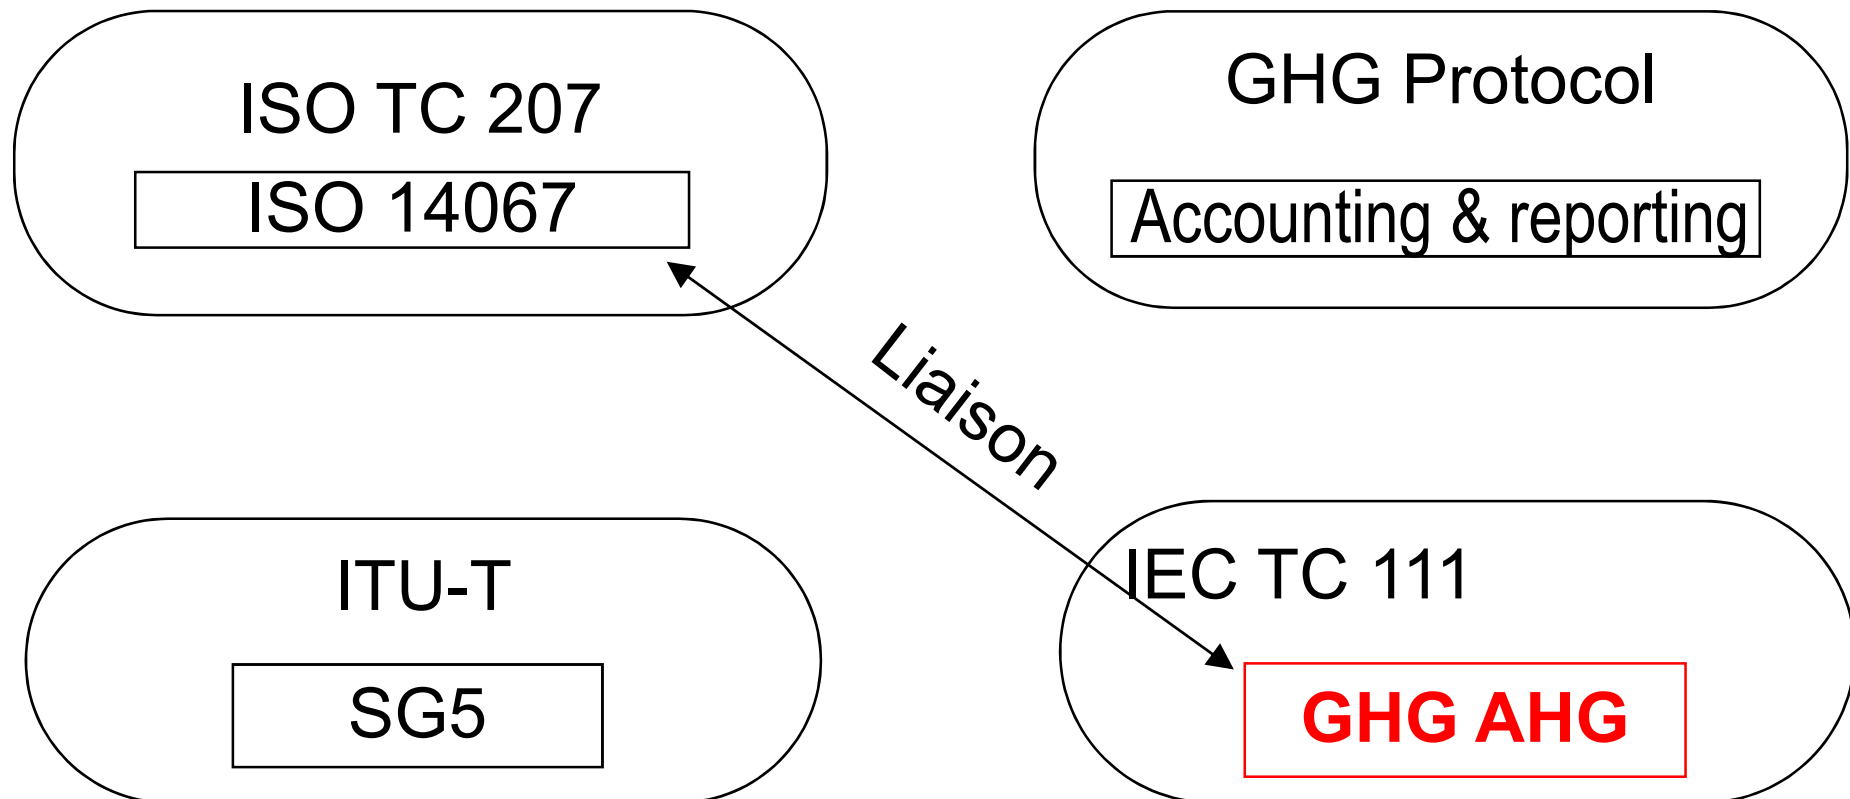 ISO TC 207
ISO 14067
GHG Protocol
Accounting & reporting
Liaison
ITU-T
SG5
IEC TC 111
GHG AHG